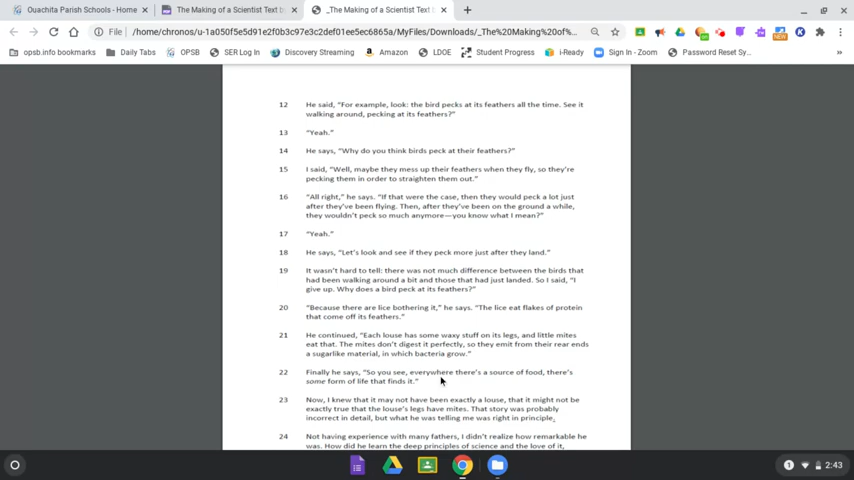 Ouachita Parish Schools - Home
The Making of a Scientist Text b
_The Making of a Scientist Text
File
/home/chronos/u-1a050f5e5d91e2f0b3c97e3c2def01ee5ec6865a/MyFiles/Downloads/_The%20Making%20of...
opsb.info bookmarks
Daily Tabs
OPSB
SER Log In
Discovery Streaming
Amazon
LDOE
Student Progress
i-Ready
Sign In - Zoom
Password Reset Sy...
12 He said, “For example, look: the bird pecks at its feathers all the time. See it
walking around, pecking at its feathers?”
13 “Yeah.”
14 He says, “Why do you think birds peck at their feathers?”
15 I said, “Well, maybe they mess up their feathers when they fly, so they’re
pecking them in order to straighten them out.”
16 “All right,” he says. “If that were the case, then they would peck a lot just
after they’ve been flying. Then, after they’ve been on the ground a while,
they wouldn’t peck so much anymore—you know what I mean?”
17 “Yeah.”
18 He says, “Let’s look and see if they peck more just after they land.”
19 It wasn’t hard to tell: there was not much difference between the birds that
had been walking around a bit and those that had just landed. So I said, “I
give up. Why does a bird peck at its feathers?”
20 “Because there are lice bothering it,” he says. “The lice eat flakes of protein
that come off its feathers.”
21 He continued, “Each louse has some waxy stuff on its legs, and little mites
eat that. The mites don’t digest it perfectly, so they emit from their rear ends
a sugarlike material, in which bacteria grow.”
22 Finally he says, “So you see, everywhere there’s a source of food, there’s
some form of life that finds it.”
23 Now, I knew that it may not have been exactly a louse, that it might not be
exactly true that the louse’s legs have mites. That story was probably
incorrect in detail, but what he was telling me was right in principle.
24 Not having experience with many fathers, I didn’t realize how remarkable he
was. How did he learn the deep principles of science and the love of it,
1
2:43